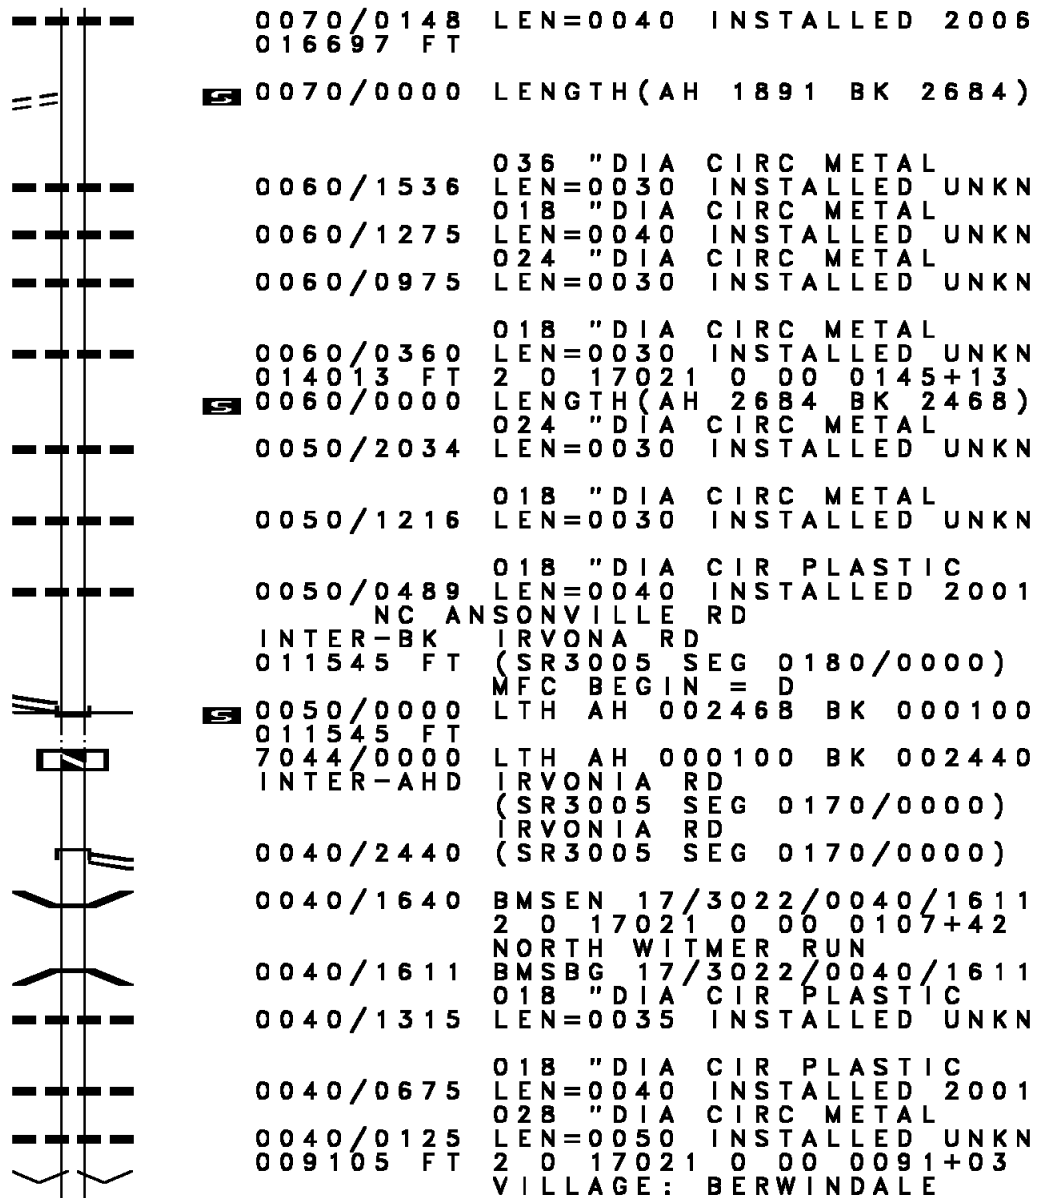 0070/0148 LEN=0040 INSTALLED 2006
016697 FT
S 0070/0000 LENGTH(AH 1891 BK 2684)
036 "DIA CIRC METAL
0060/1536 LEN=0030 INSTALLED UNKN
018 "DIA CIRC METAL
0060/1275 LEN=0040 INSTALLED UNKN
024 "DIA CIRC METAL
0060/0975 LEN=0030 INSTALLED UNKN
018 "DIA CIRC METAL
0060/0360 LEN=0030 INSTALLED UNKN
014013 FT 2 0 17021 0 00 0145+13
S 0060/0000 LENGTH(AH 2684 BK 2468)
024 "DIA CIRC METAL
0050/2034 LEN=0030 INSTALLED UNKN
018 "DIA CIRC METAL
0050/1216 LEN=0030 INSTALLED UNKN
018 "DIA CIR PLASTIC
0050/0489 LEN=0040 INSTALLED 2001
NC ANSONVILLE RD
INTER-BK IRVONA RD
011545 FT (SR3005 SEG 0180/0000)
MFC BEGIN = D
S 0050/0000 LTH AH 002468 BK 000100
011545 FT
7044/0000 LTH AH 000100 BK 002440
INTER-AHD IRVONIA RD
(SR3005 SEG 0170/0000)
IRVONIA RD
0040/2440 (SR3005 SEG 0170/0000)
0040/1640 BMSEN 17/3022/0040/1611
2 0 17021 0 00 0107+42
NORTH WITMER RUN
0040/1611 BMSBG 17/3022/0040/1611
018 "DIA CIR PLASTIC
0040/1315 LEN=0035 INSTALLED UNKN
018 "DIA CIR PLASTIC
0040/0675 LEN=0040 INSTALLED 2001
028 "DIA CIRC METAL
0040/0125 LEN=0050 INSTALLED UNKN
009105 FT 2 0 17021 0 00 0091+03
VILLAGE: BERWINDALE